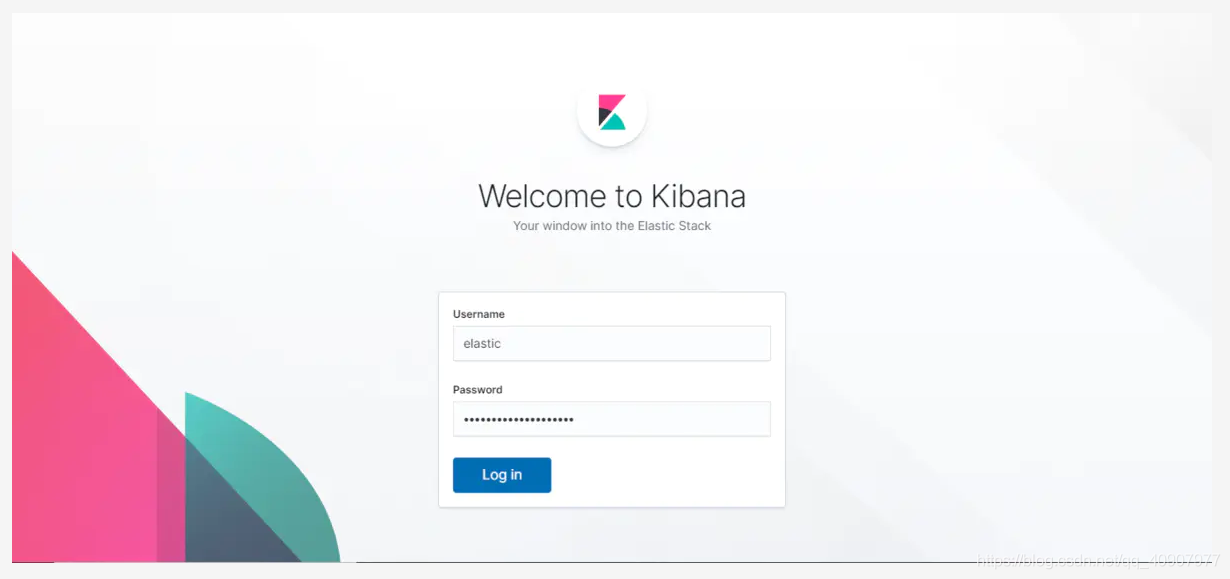 Welcome to Kibana
Your window into the Elastic Stack
Username
elastic
Password
••••••••••••••••••••
Log in
https://blog.csdn.net/qq_40907977